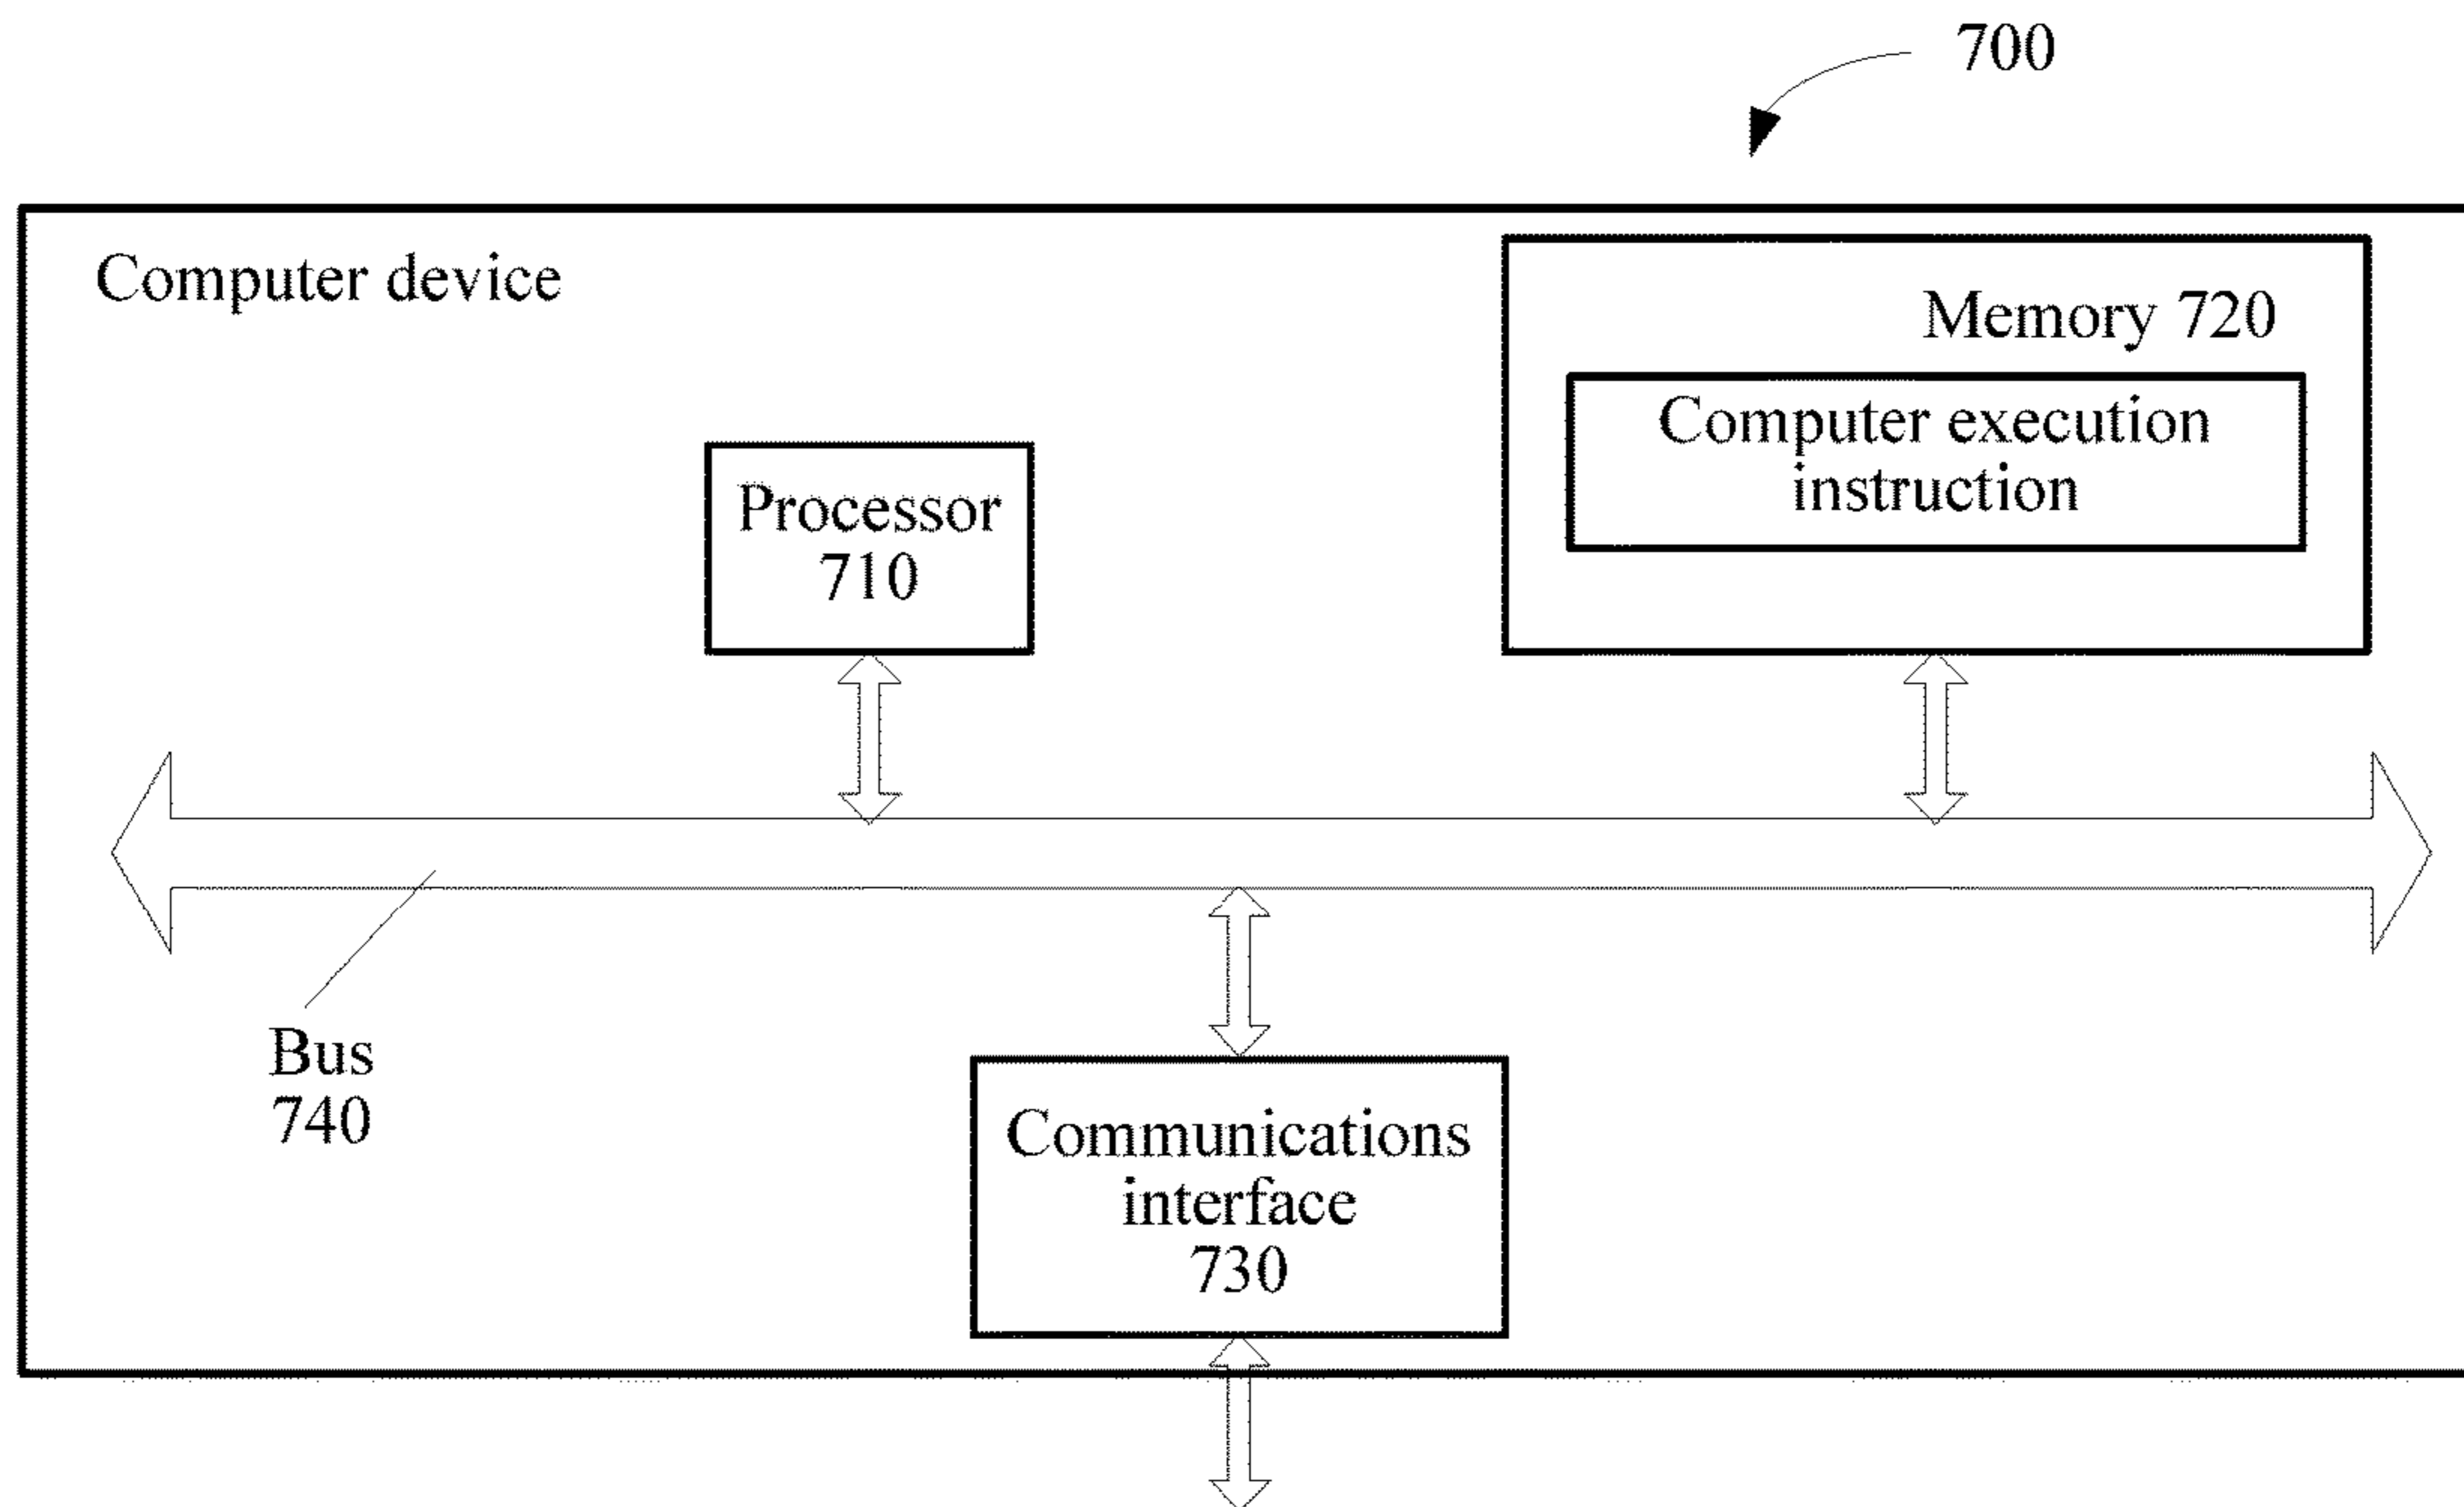 700
Computer device
Memory 720
Computer execution
instruction
Processor
710
Bus
740
Communications
interface
730